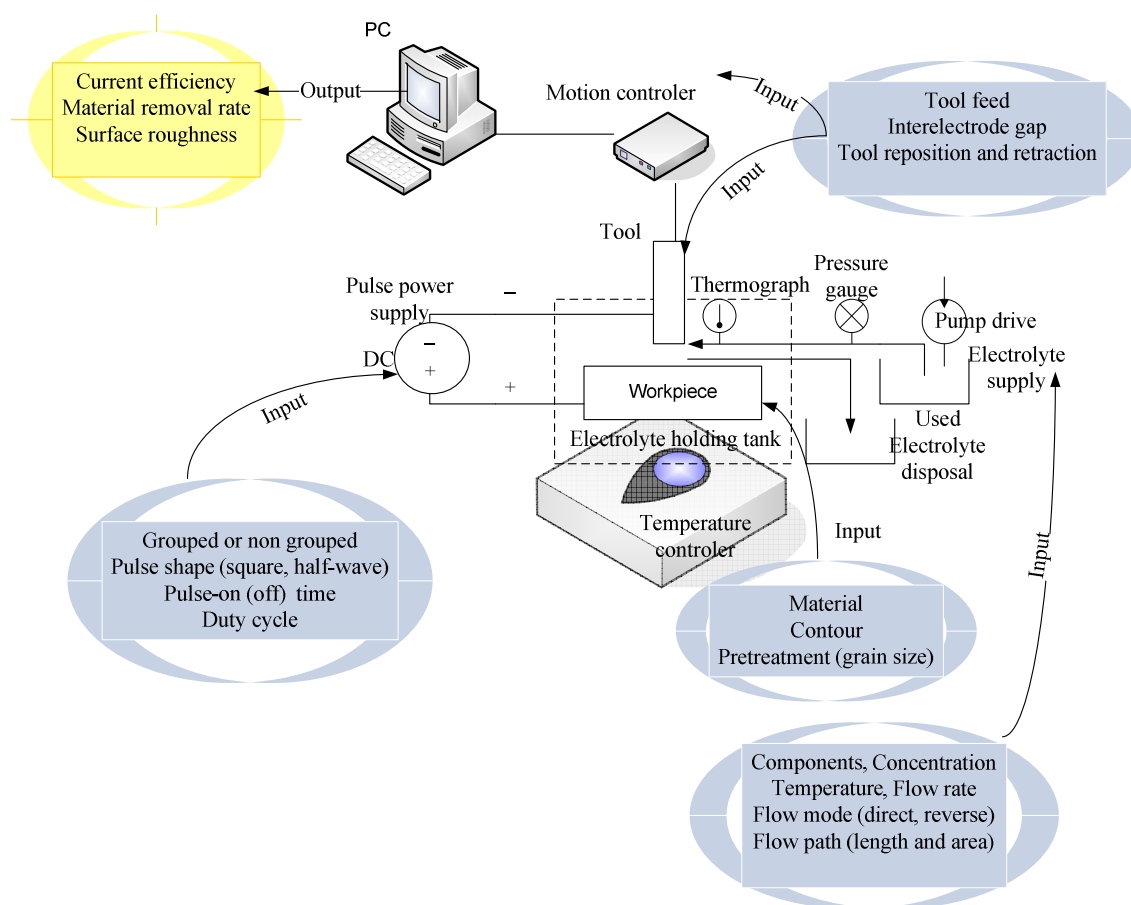 PC
Current efficiency
Material removal rate
Surface roughness
Output
Motion controler
Input
Tool feed
Interelectrode gap
Tool reposition and retraction
Input
Tool
Pulse power
supply
−
DC
−
+
+
Thermograph
Pressure
gauge
Pump drive
Electrolyte
supply
Workpiece
Used
Electrolyte
disposal
Electrolyte holding tank
Temperature
controler
Input
Grouped or non grouped
Pulse shape (square, half-wave)
Pulse-on (off) time
Duty cycle
Input
Material
Contour
Pretreatment (grain size)
Input
Components, Concentration
Temperature, Flow rate
Flow mode (direct, reverse)
Flow path (length and area)